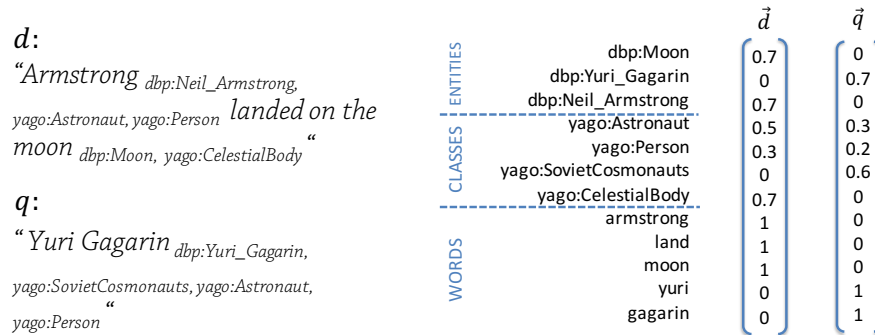 d:
“Armstrong dbp:Neil_Armstrong,
yago:Astronaut, yago:Person landed on the
moon dbp:Moon, yago:CelestialBody “
q:
“Yuri Gagarin dbp:Yuri_Gagarin,
yago:SovietCosmonauts, yago:Astronaut,
yago:Person “
d⃗ q⃗
ENTITIES
dbp:Moon 0.7 0
dbp:Yuri_Gagarin 0 0.7
dbp:Neil_Armstrong 0.7 0
CLASSES
yago:Astronaut 0.5 0.3
yago:Person 0.3 0.2
yago:SovietCosmonauts 0 0.6
yago:CelestialBody 0.7 0
WORDS
armstrong 1 0
land 1 0
moon 1 0
yuri 0 1
gagarin 0 1